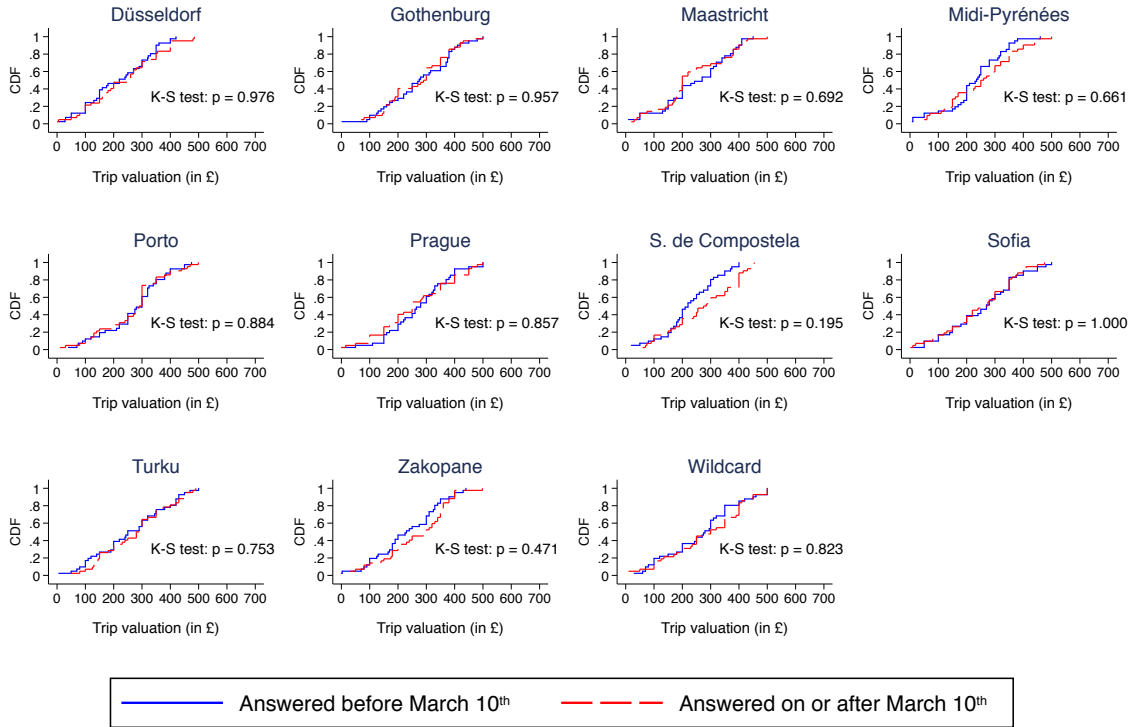 Düsseldorf
CDF
1
.8
.6
.4
.2
0
K-S test: p = 0.976
0 100 200 300 400 500 600 700
Trip valuation (in £)
Gothenburg
CDF
1
.8
.6
.4
.2
0
K-S test: p = 0.957
0 100 200 300 400 500 600 700
Trip valuation (in £)
Maastricht
CDF
1
.8
.6
.4
.2
0
K-S test: p = 0.692
0 100 200 300 400 500 600 700
Trip valuation (in £)
Midi-Pyrénées
CDF
1
.8
.6
.4
.2
0
K-S test: p = 0.661
0 100 200 300 400 500 600 700
Trip valuation (in £)
Porto
CDF
1
.8
.6
.4
.2
0
K-S test: p = 0.884
0 100 200 300 400 500 600 700
Trip valuation (in £)
Prague
CDF
1
.8
.6
.4
.2
0
K-S test: p = 0.857
0 100 200 300 400 500 600 700
Trip valuation (in £)
S. de Compostela
CDF
1
.8
.6
.4
.2
0
K-S test: p = 0.195
0 100 200 300 400 500 600 700
Trip valuation (in £)
Sofia
CDF
1
.8
.6
.4
.2
0
K-S test: p = 1.000
0 100 200 300 400 500 600 700
Trip valuation (in £)
Turku
CDF
1
.8
.6
.4
.2
0
K-S test: p = 0.753
0 100 200 300 400 500 600 700
Trip valuation (in £)
Zakopane
CDF
1
.8
.6
.4
.2
0
K-S test: p = 0.471
0 100 200 300 400 500 600 700
Trip valuation (in £)
Wildcard
CDF
1
.8
.6
.4
.2
0
K-S test: p = 0.823
0 100 200 300 400 500 600 700
Trip valuation (in £)
Answered before March 10th Answered on or after March 10th